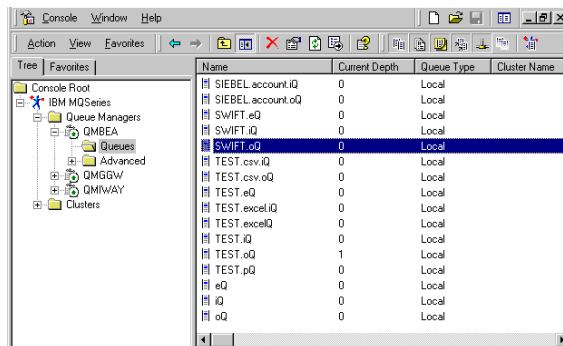 Console Window Help
Action View Favorites
Tree Favorites
Console Root
IBM MQSeries
Queue Managers
QMBEA
Queues
Advanced
QMGGW
QMIWAY
Clusters
Name Current Depth Queue Type Cluster Name
SIEBEL.account.iQ 0 Local
SIEBEL.account.oQ 0 Local
SWIFT.eQ 0 Local
SWIFT.iQ 0 Local
SWIFT.oQ 0 Local
TEST.csv.iQ 0 Local
TEST.csv.oQ 0 Local
TEST.eQ 0 Local
TEST.excel.iQ 0 Local
TEST.excelQ 0 Local
TEST.iQ 0 Local
TEST.oQ 1 Local
TEST.pQ 0 Local
eQ 0 Local
iQ 0 Local
oQ 0 Local